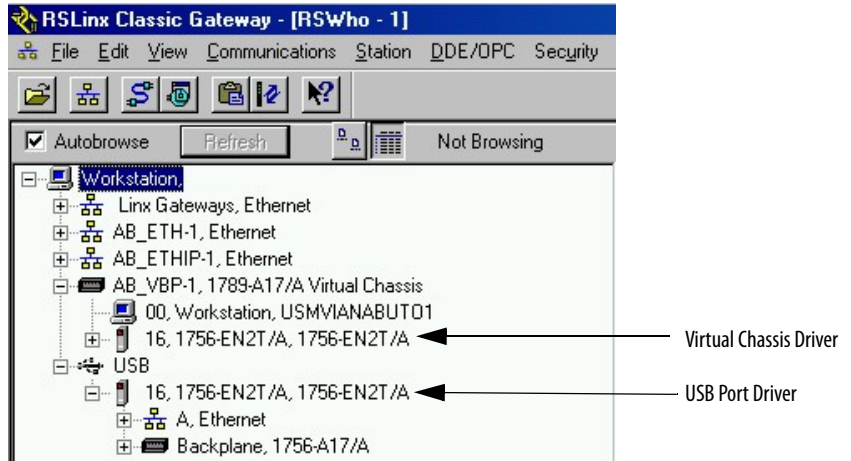 RSLinx Classic Gateway - [RSWho - 1]
File Edit View Communications Station DDE/OPC Security
Autobrowse Refresh Not Browsing
Workstation,
Linx Gateways, Ethernet
AB_ETH-1, Ethernet
AB_ETHIP-1, Ethernet
AB_VBP-1, 1789-A17/A Virtual Chassis
00, Workstation, USMVIANABUTO1
16, 1756-EN2T/A, 1756-EN2T/A
Virtual Chassis Driver
USB
16, 1756-EN2T/A, 1756-EN2T/A
USB Port Driver
A, Ethernet
Backplane, 1756-A17/A